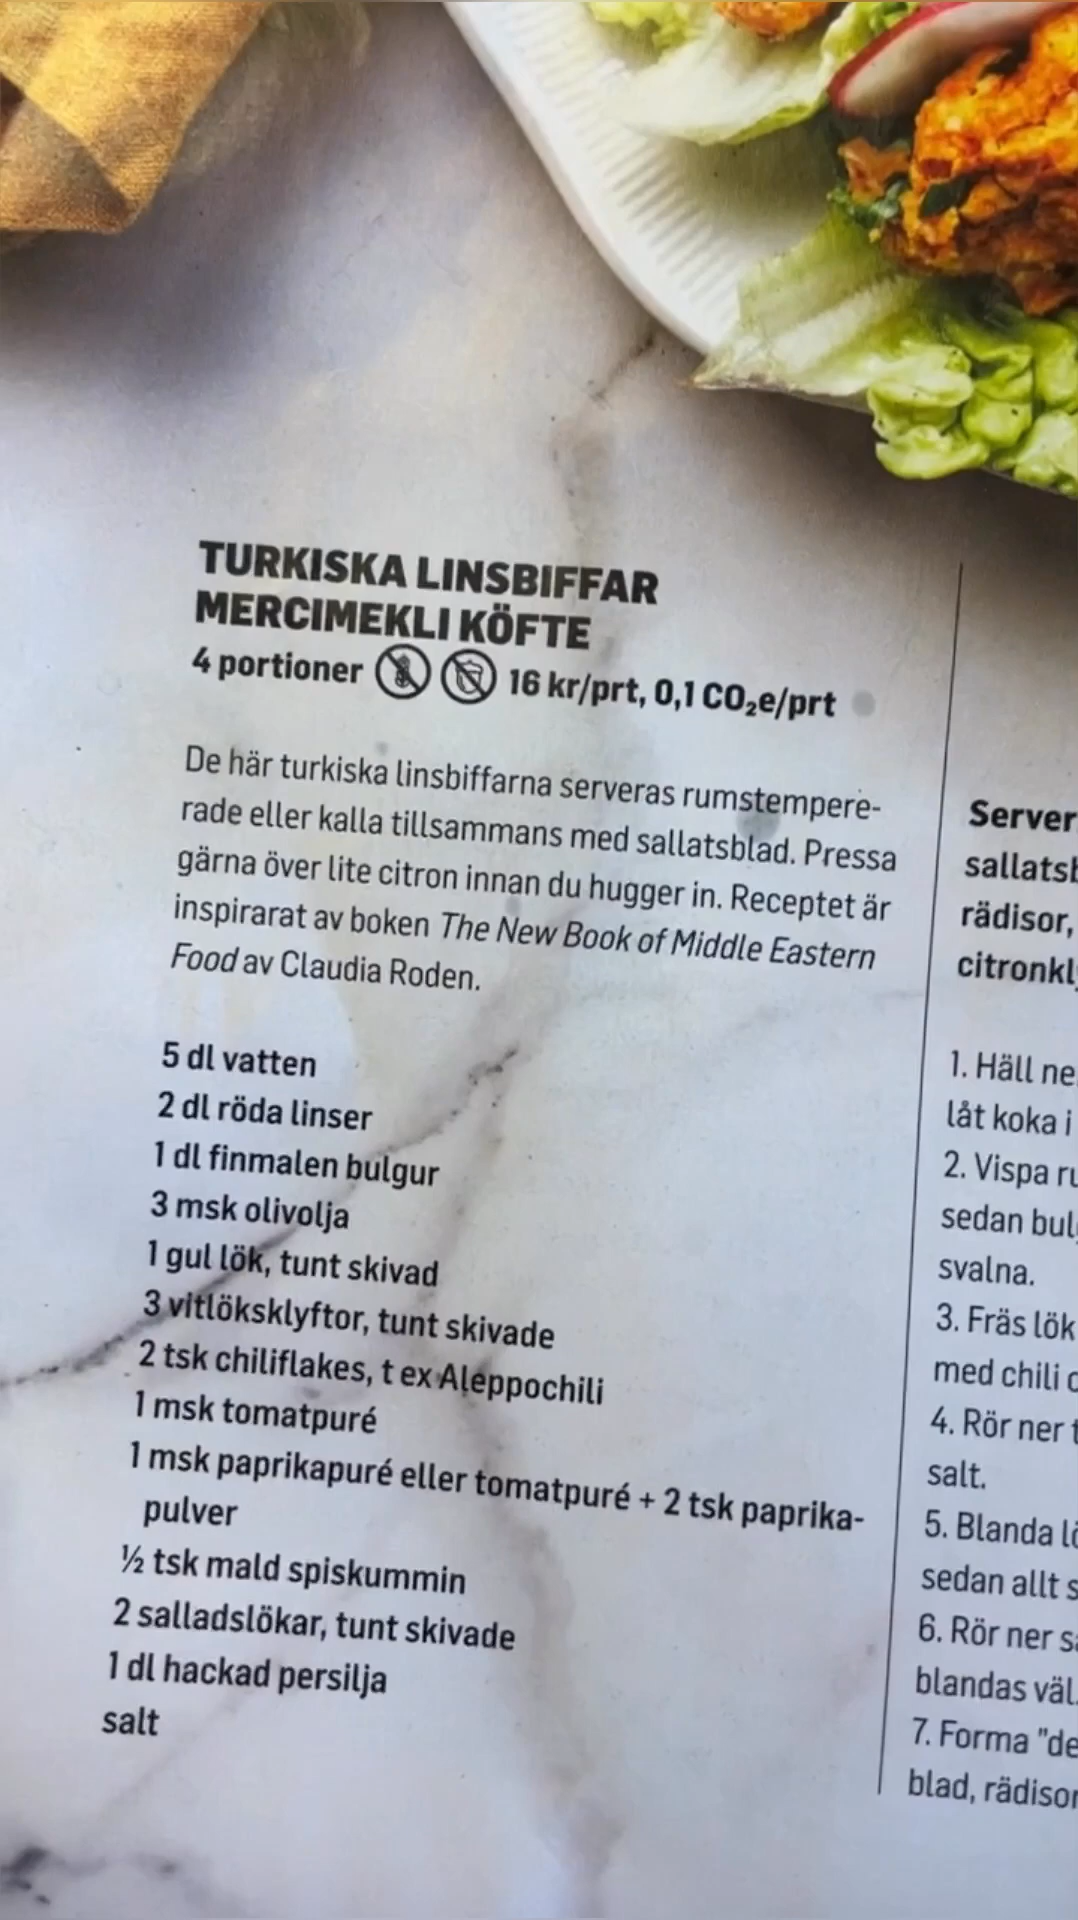 TURKISKA LINSBIFFAR
MERCIMEKLI KÖFTE
4 portioner 16 kr/prt, 0,1 CO₂e/prt
De här turkiska linsbiffarna serveras rumstempere-
rade eller kalla tillsammans med sallatsblad. Pressa
gärna över lite citron innan du hugger in. Receptet är
inspirarat av boken The New Book of Middle Eastern
Food av Claudia Roden.
5 dl vatten
2 dl röda linser
1 dl finmalen bulgur
3 msk olivolja
1 gul lök, tunt skivad
3 vitlöksklyftor, tunt skivade
2 tsk chiliflakes, t ex Aleppochili
1 msk tomatpuré
1 msk paprikapuré eller tomatpuré + 2 tsk paprika-
pulver
½ tsk mald spiskummin
2 salladslökar, tunt skivade
1 dl hackad persilja
salt
rädisor,
1. Häll
låt koka i
2. Vispa
sedan
svalna.
3. Fräs lök
med chili
4. Rör ner
salt.
5. Blanda
sedan allt
6. Rör ner
blandas väl.
7. Forma
blad,